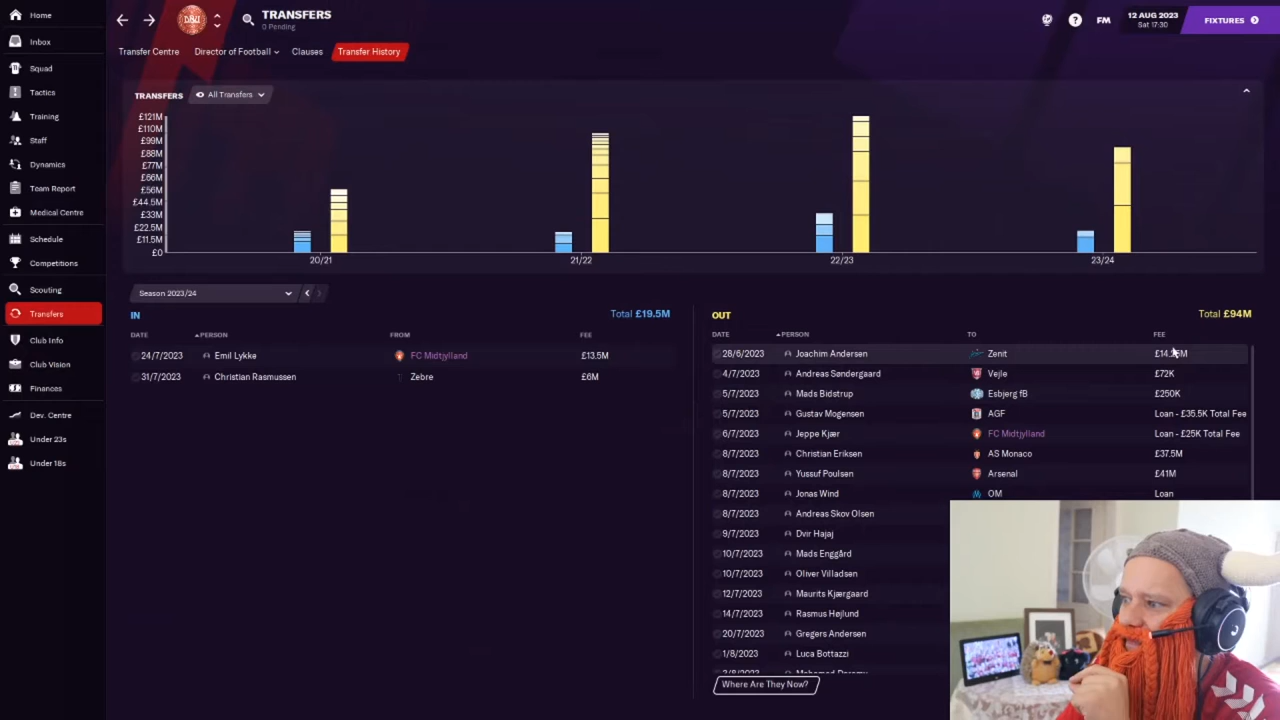 Home
Inbox
Squad
Tactics
Training
Staff
Dynamics
Team Report
Medical Centre
Schedule
Competitions
Scouting
Transfers
Club Info
Club Vision
Finances
Dev. Centre
Under 23s
Under 18s
DBU
TRANSFERS
0 Pending
? FM
12 AUG 2023
Sat 17:30
FIXTURES
Transfer Centre Director of Football Clauses Transfer History
TRANSFERS All Transfers
£121M
£110M
£99M
£88M
£77M
£66M
£56M
£44.5M
£33M
£22.5M
£11.5M
£0
20/21 21/22 22/23 23/24
Season 2023/24
IN Total £19.5M
DATE PERSON FROM FEE
24/7/2023 Emil Lykke FC Midtjylland £13.5M
31/7/2023 Christian Rasmussen Zebre £6M
OUT Total £94M
DATE PERSON TO FEE
28/6/2023 Joachim Andersen Zenit
4/7/2023 Andreas Søndergaard Vejle £72K
5/7/2023 Mads Bidstrup Esbjerg fB £250K
5/7/2023 Gustav Mogensen AGF Loan - £35.5K Total Fee
6/7/2023 Jeppe Kjær FC Midtjylland Loan - £25K Total Fee
8/7/2023 Christian Eriksen AS Monaco £37.5M
8/7/2023 Yussuf Poulsen Arsenal £41M
8/7/2023 Jonas Wind OM Loan
8/7/2023 Andreas Skov Olsen
9/7/2023 Dvir Hajaj
10/7/2023 Mads Enggård
10/7/2023 Oliver Villadsen
12/7/2023 Maurits Kjærgaard
14/7/2023 Rasmus Højlund
20/7/2023 Gregers Andersen
1/8/2023 Luca Bottazzi
Where Are They Now?